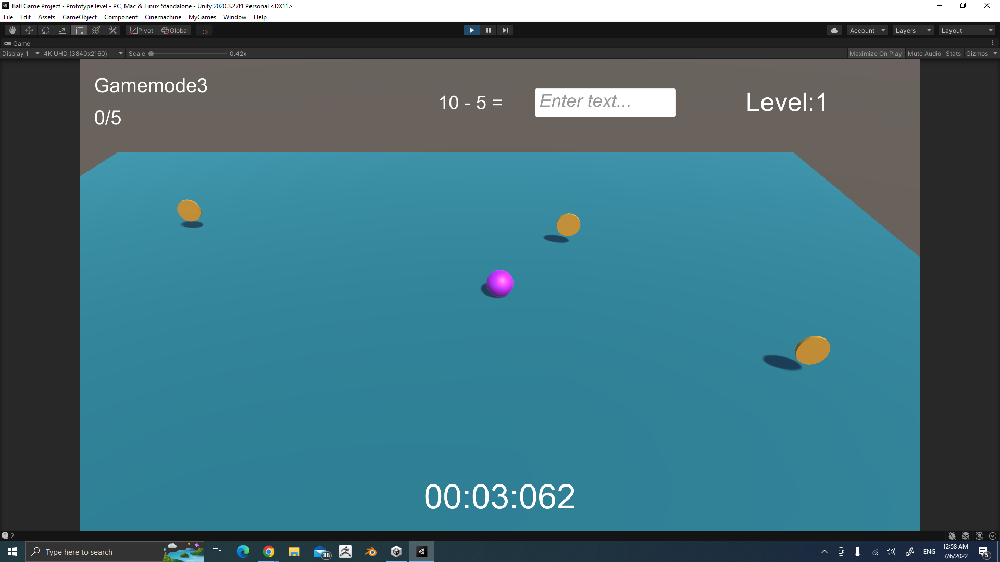 Ball Game Project - Prototype level - PC, Mac & Linux Standalone - Unity 2020.3.27f1 Personal <DX11>
File Edit Assets GameObject Component Cinemachine MyGames Window Help
Pivot Global Account Layers Layout
Game
Display 1 4K UHD (3840x2160) Scale 0.42x Maximize On Play Mute Audio Stats Gizmos
Gamemode3
10 - 5 = Enter text... Level:1
0/5
00:03:062
2
Type here to search 38 ENG 12:58 AM
7/6/2022 5